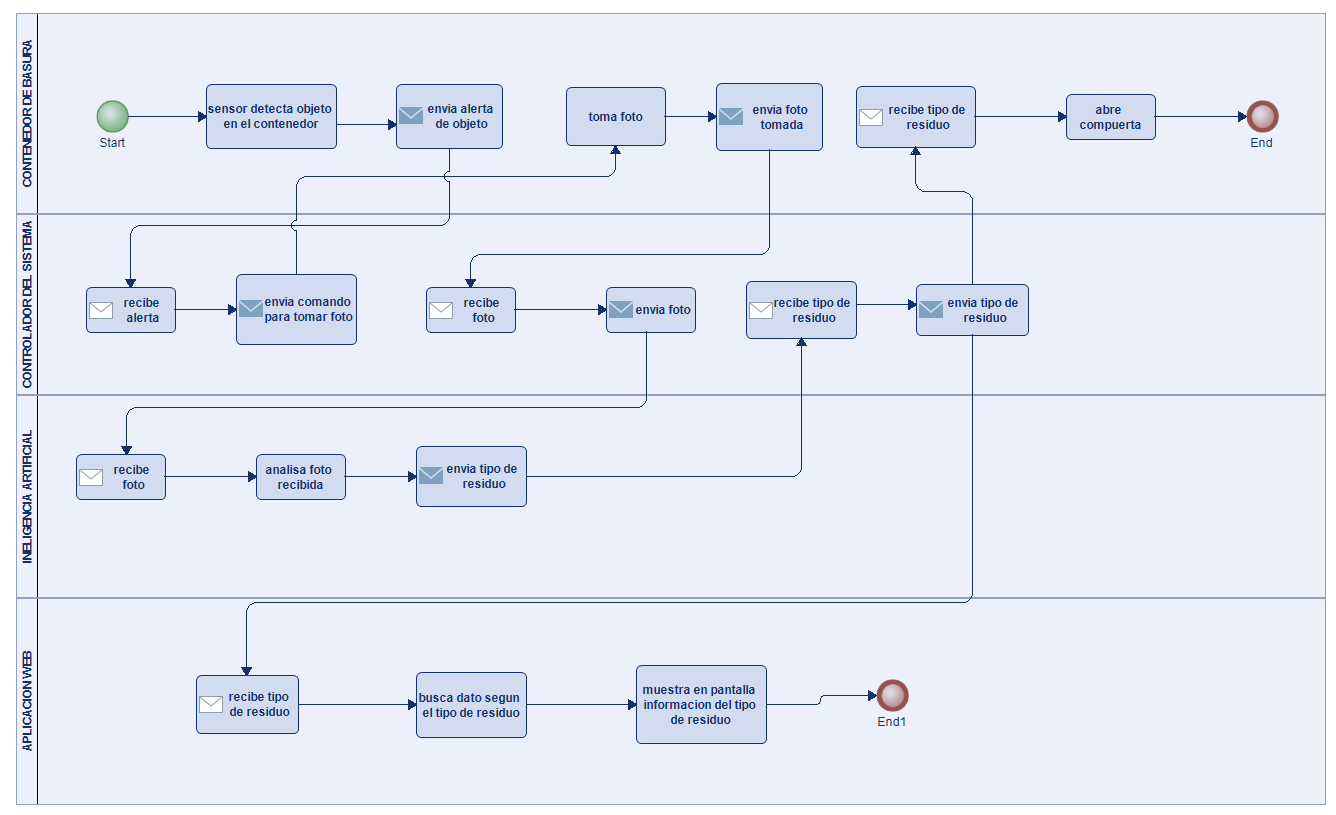 CONTENEDOR DE BASURA
Start
sensor detecta objeto
en el contenedor
envia alerta
de objeto
toma foto
envia foto
tomada
recibe tipo de
residuo
abre
compuerta
End
CONTROLADOR DEL SISTEMA
recibe
alerta
envia comando
para tomar foto
recibe
foto
envia foto
recibe tipo de
residuo
envia tipo de
residuo
INELIGENCIA ARTIFICIAL
recibe
foto
analisa foto
recibida
envia tipo de
residuo
APLICACION WEB
recibe tipo
de residuo
busca dato segun
el tipo de residuo
muestra en pantalla
informacion del tipo
de residuo
End1